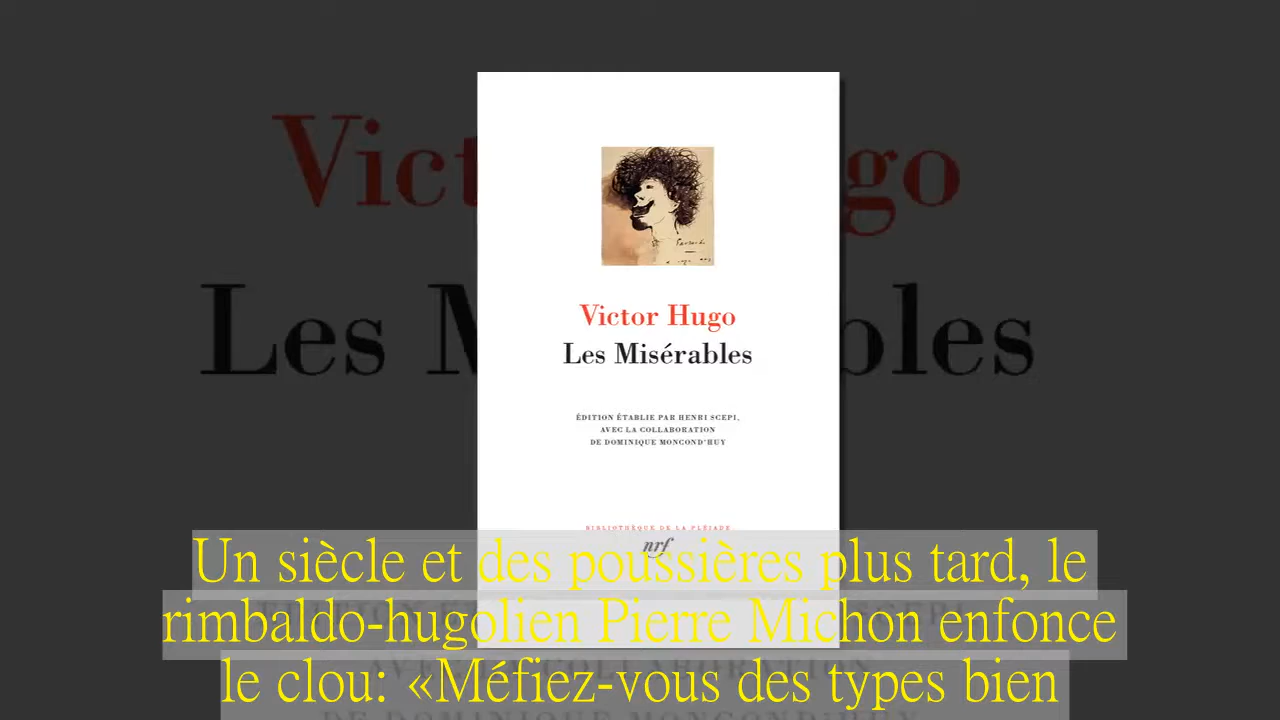 Victor Hugo
Les Misérables
ÉDITION ÉTABLIE PAR HENRI SCEPI,
AVEC LA COLLABORATION
DE DOMINIQUE MONCOND'HUY
BIBLIOTHÈQUE DE LA PLÉIADE
nrf
Un siècle et des poussières plus tard, le
rimbaldo-hugolien Pierre Michon enfonce
le clou: «Méfiez-vous des types bien